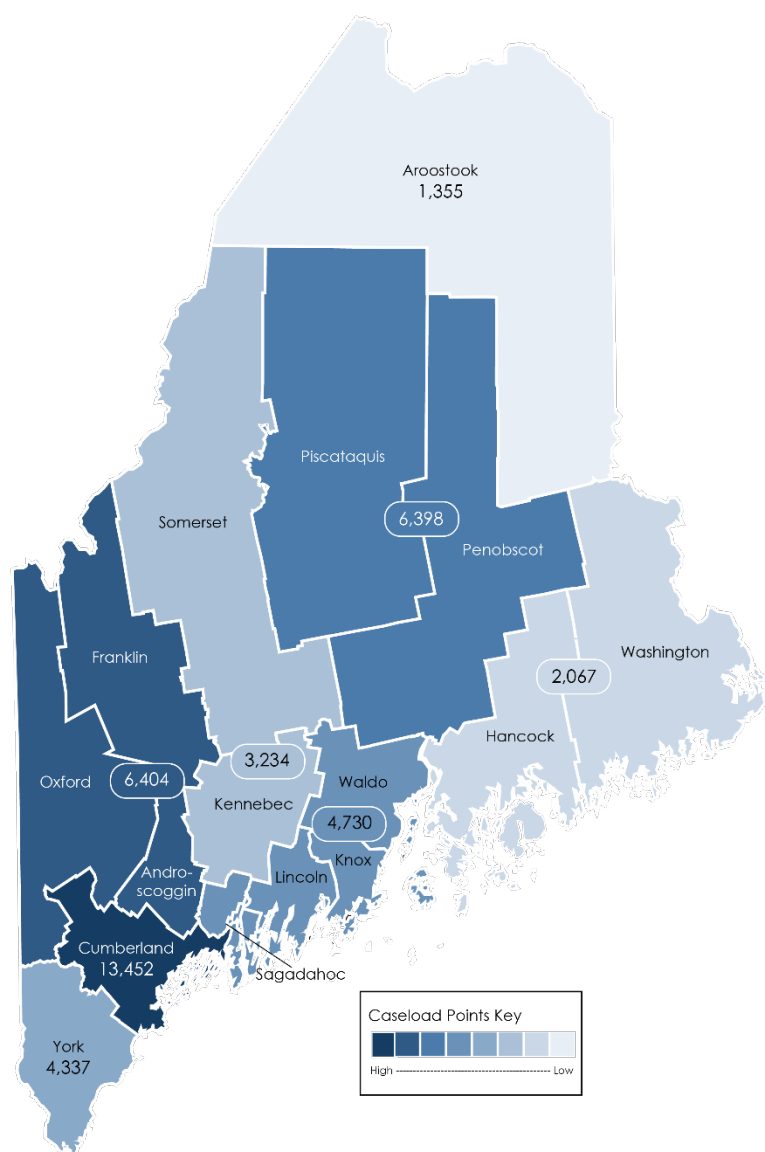 Aroostook
1,355
Piscataquis
Somerset
6,398
Penobscot
Franklin
Washington
2,067
Hancock
Oxford
6,404
3,234
Waldo
Kennebec
4,730
Knox
Andro-
scoggin
Lincoln
Cumberland
13,452
Sagadahoc
York
4,337
Caseload Points Key
High ---------- Low